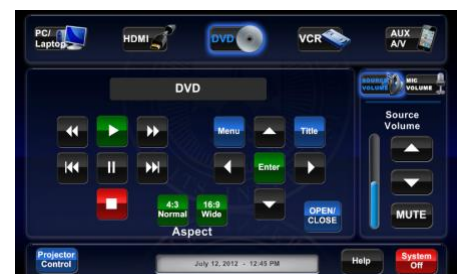 PC/
Laptop
HDMI
DVD
VCR
AUX
A/V
SOURCE
VOLUME
MIC
VOLUME
DVD
Source
Volume
Menu
Title
Enter
4:3
Normal
16:9
Wide
OPEN/
CLOSE
MUTE
Aspect
Projector
Control
July 12, 2012 - 12:45 PM
Help
System
Off